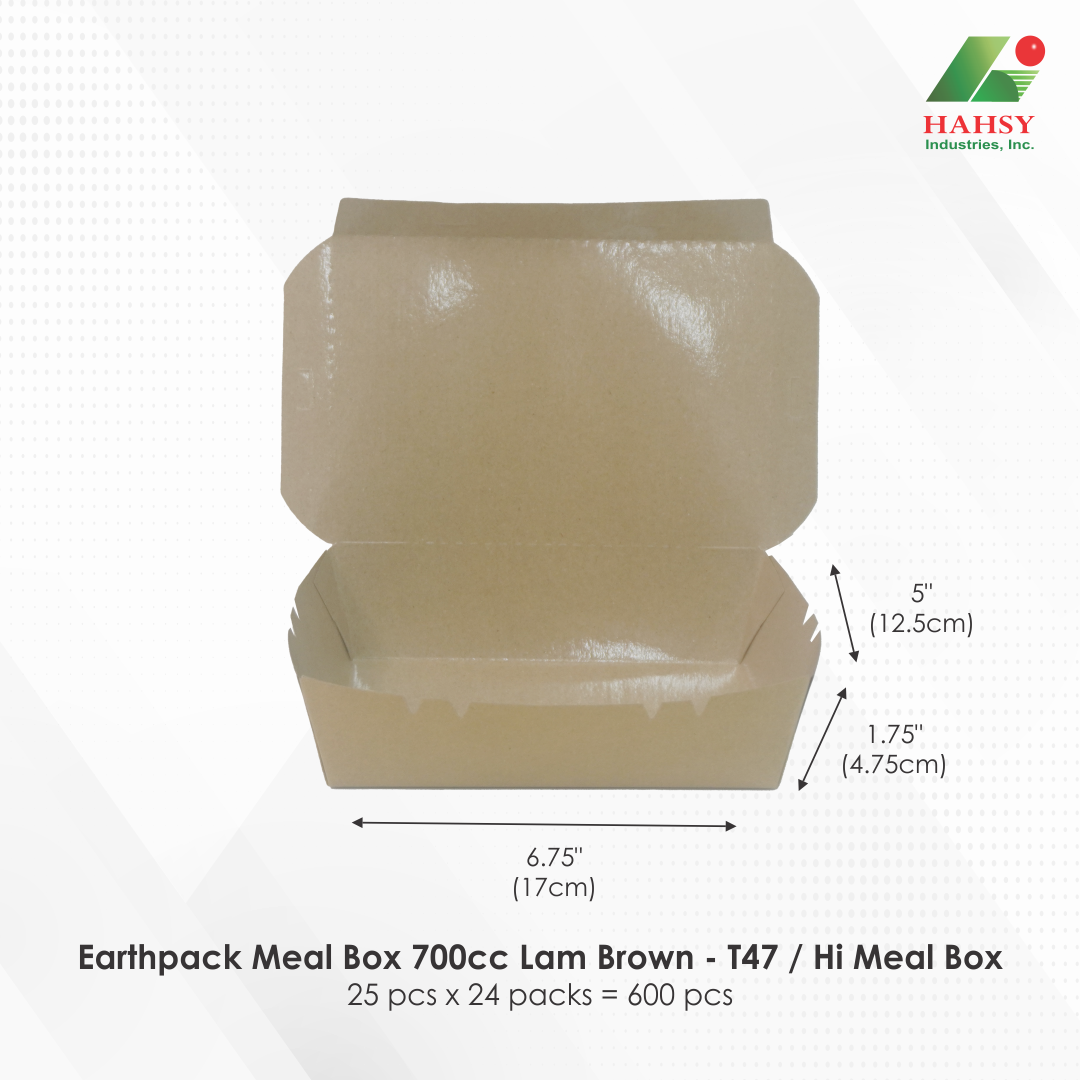 HAHSY
Industries, Inc.
5"
(12.5cm)
1.75"
(4.75cm)
6.75"
(17cm)
Earthpack Meal Box 700cc Lam Brown - T47 / Hi Meal Box
25 pcs x 24 packs = 600 pcs